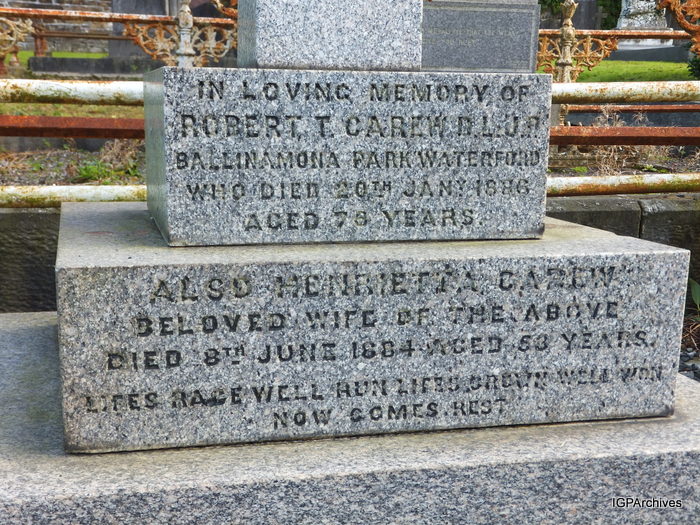 IN LOVING MEMORY OF
ROBERT T. CAREW D.L.J.P.
BALLINAMONA PARK WATERFORD
WHO DIED 20TH JANY 1886
AGED 78 YEARS.
ALSO HENRIETTA CAREW
BELOVED WIFE OF THE ABOVE
DIED 8TH JUNE 1884 AGED 58 YEARS.
LIFES RACE WELL RUN LIFES CROWN WELL WON
NOW COMES REST
IGPArchives